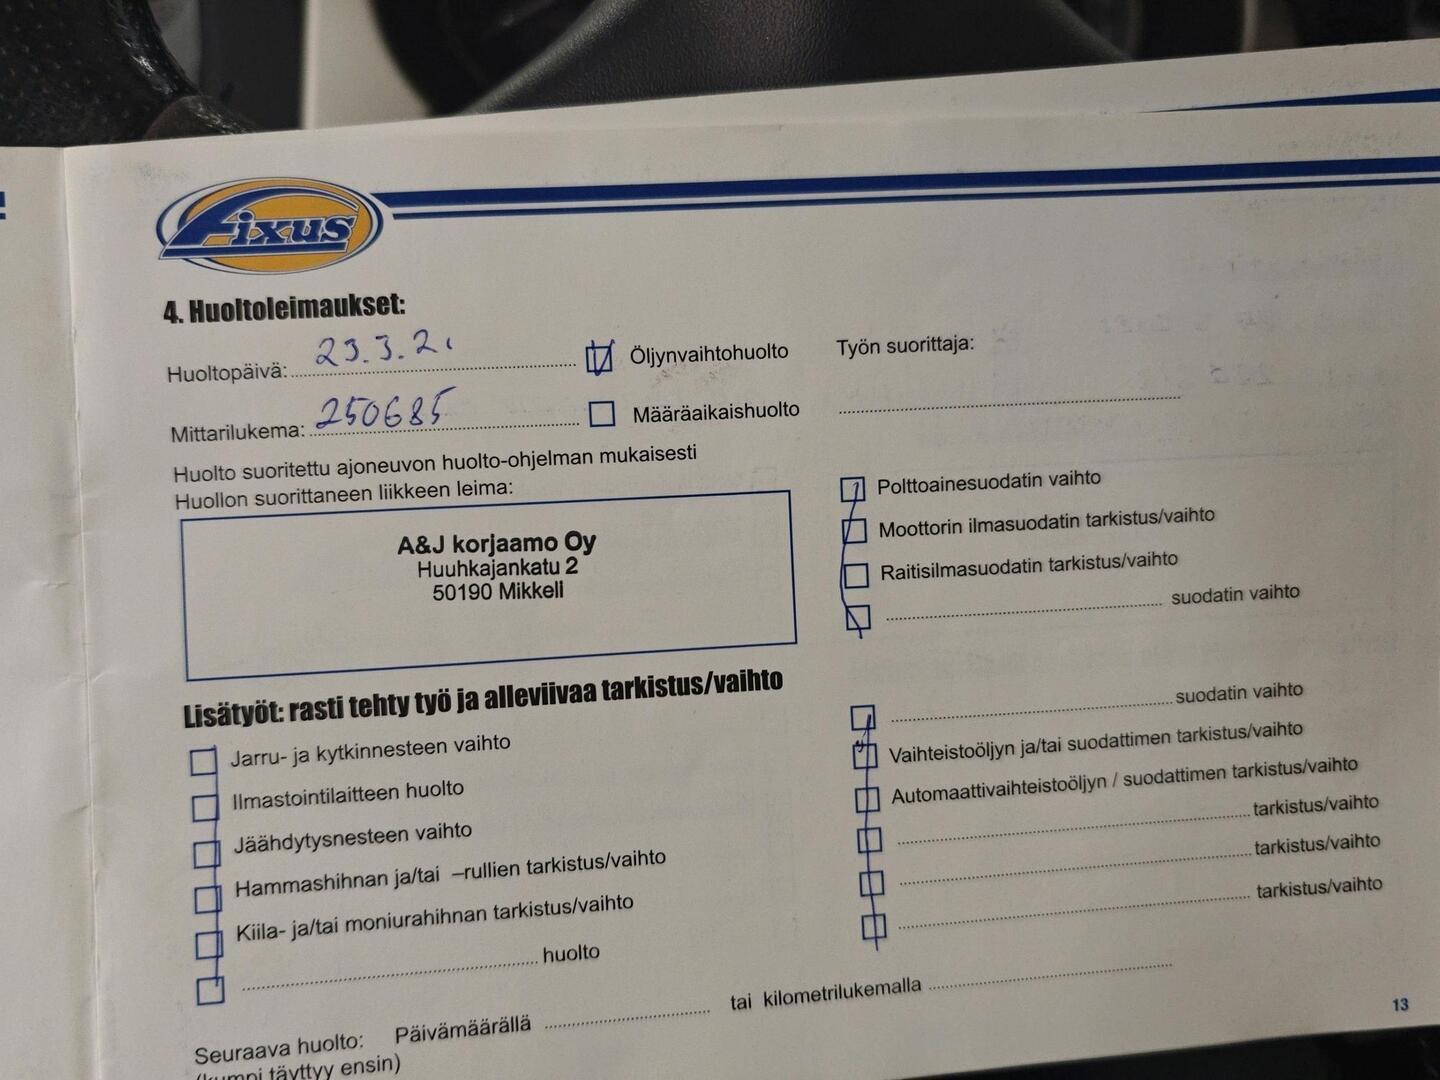 Fixus
4. Huoltoleimaukset:
Huoltopäivä: 23.3.21
Öljynvaihtohuolto
Työn suorittaja:
Mittarilukema: 250685
Määräaikaishuolto
Huolto suoritettu ajoneuvon huolto-ohjelman mukaisesti
Huollon suorittaneen liikkeen leima:
A&J korjaamo Oy
Huuhkajankatu 2
50190 Mikkeli
Polttoainesuodatin vaihto
Moottorin ilmasuodatin tarkistus/vaihto
Raitisilmasuodatin tarkistus/vaihto
suodatin vaihto
Lisätyöt: rasti tehty työ ja alleviivaa tarkistus/vaihto
Jarru- ja kytkinnesteen vaihto
Ilmastointilaitteen huolto
Jäähdytysnesteen vaihto
Hammashihnan ja/tai –rullien tarkistus/vaihto
Kiila- ja/tai moniurahihnan tarkistus/vaihto
huolto
suodatin vaihto
Vaihteistoöljyn ja/tai suodattimen tarkistus/vaihto
Automaattivaihteistoöljyn / suodattimen tarkistus/vaihto
tarkistus/vaihto
tarkistus/vaihto
tarkistus/vaihto
Seuraava huolto: Päivämäärällä tai kilometrilukemalla
(kumpi täyttyy ensin)
13